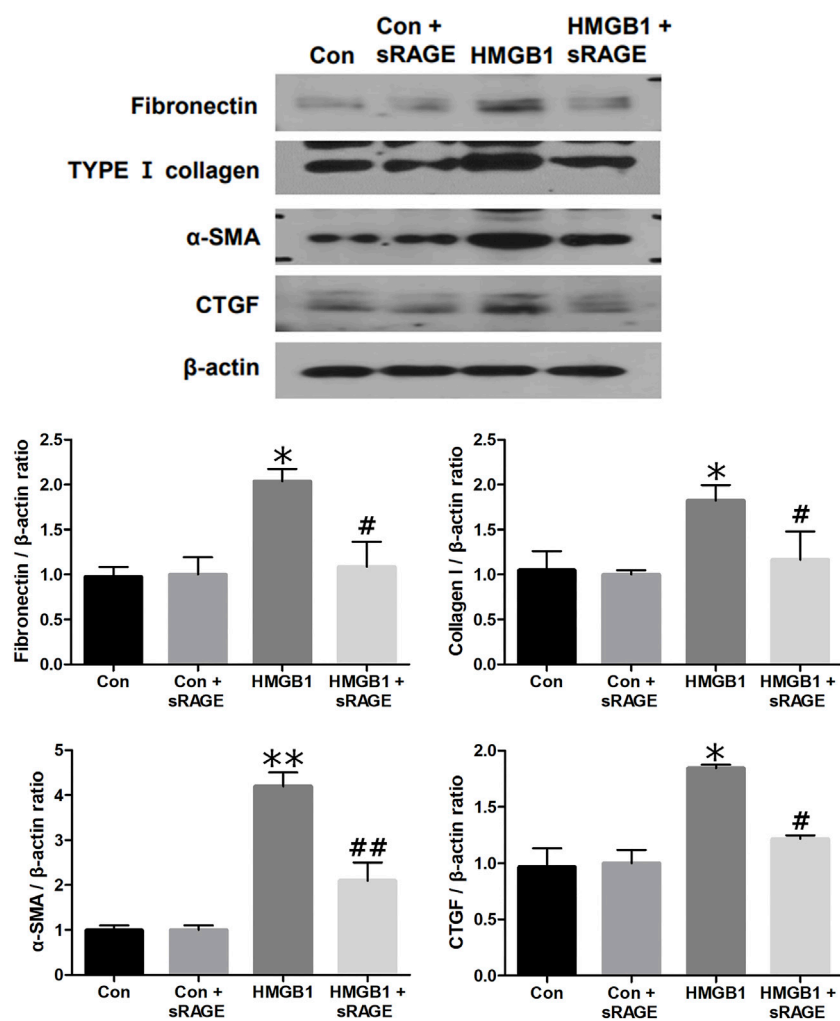 Con
Con +
sRAGE
HMGB1
HMGB1 +
sRAGE
Fibronectin
TYPE I collagen
α-SMA
CTGF
β-actin
Fibronectin / β-actin ratio
2.5
2.0
1.5
1.0
0.5
0.0
*
#
Con
Con +
sRAGE
HMGB1
HMGB1 +
sRAGE
Collagen I / β-actin ratio
2.5
2.0
1.5
1.0
0.5
0.0
*
#
Con
Con +
sRAGE
HMGB1
HMGB1 +
sRAGE
α-SMA / β-actin ratio
5
4
3
2
1
0
**
##
Con
Con +
sRAGE
HMGB1
HMGB1 +
sRAGE
CTGF / β-actin ratio
2.0
1.5
1.0
0.5
0.0
*
#
Con
Con +
sRAGE
HMGB1
HMGB1 +
sRAGE